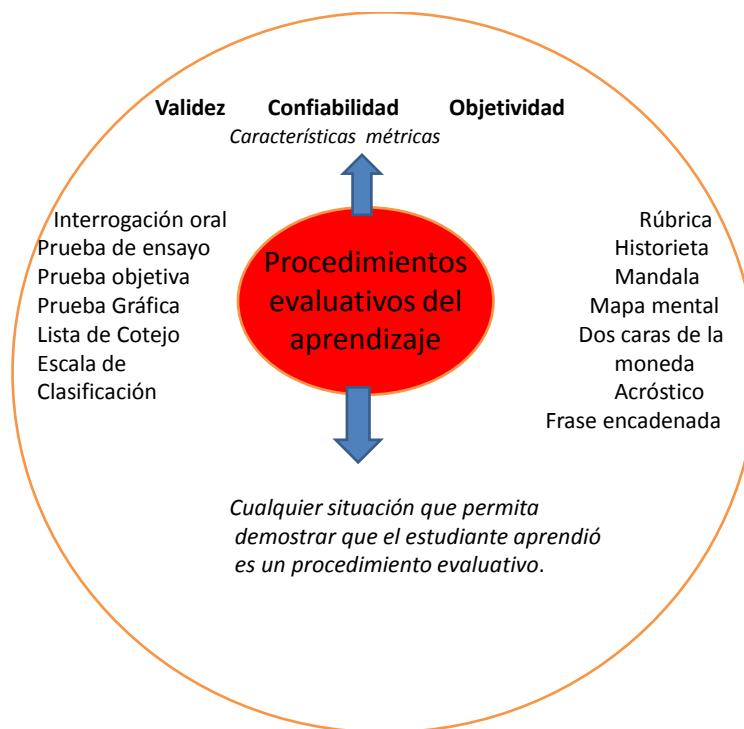 Validez Confiabilidad Objetividad
Características métricas
Interrogación oral
Prueba de ensayo
Prueba objetiva
Prueba Gráfica
Lista de Cotejo
Escala de
Clasificación
Procedimientos
evaluativos del
aprendizaje
Rúbrica
Historieta
Mandala
Mapa mental
Dos caras de la
moneda
Acróstico
Frase encadenada
Cualquier situación que permita
demostrar que el estudiante aprendió
es un procedimiento evaluativo.